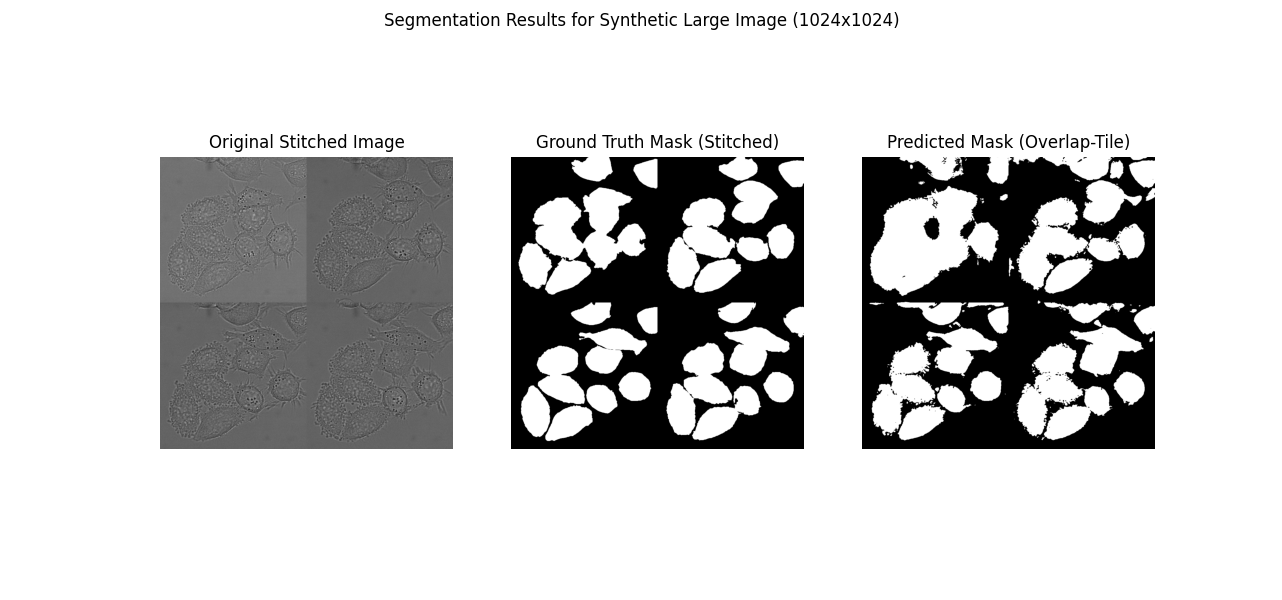 Segmentation Results for Synthetic Large Image (1024x1024)
Original Stitched Image
Ground Truth Mask (Stitched)
Predicted Mask (Overlap-Tile)